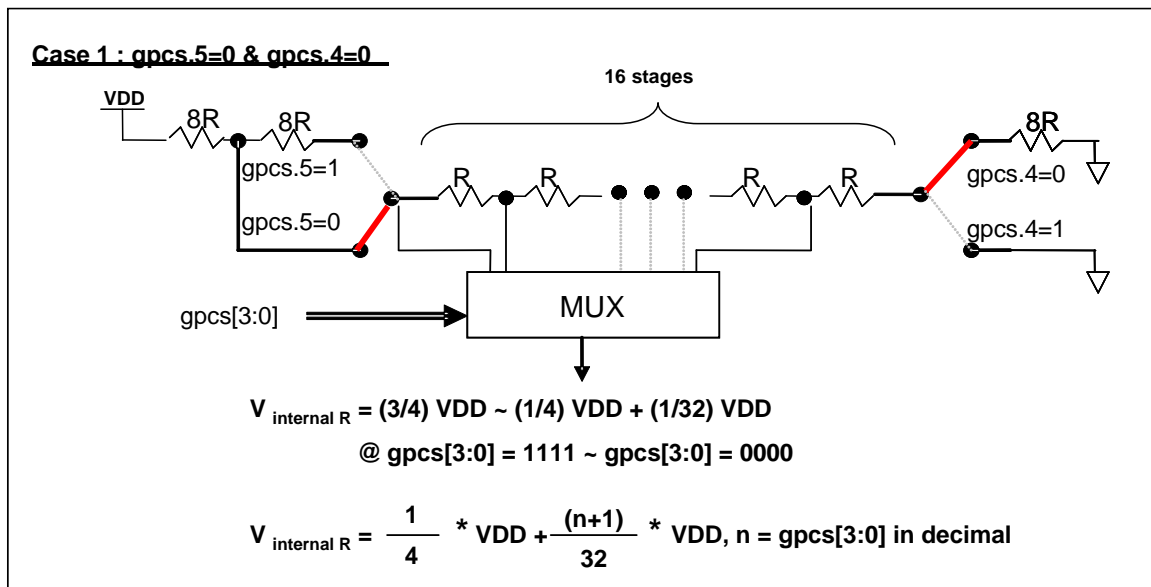 Case 1 : gpcs.5=0 & gpcs.4=0
16 stages
VDD
8R 8R 8R
gpcs.5=1
R R R R
gpcs.4=0
gpcs.5=0
gpcs.4=1
MUX
gpcs[3:0]
V internal R = (3/4) VDD ~ (1/4) VDD + (1/32) VDD
@ gpcs[3:0] = 1111 ~ gpcs[3:0] = 0000
V internal R = 1/4 * VDD + (n+1)/32 * VDD, n = gpcs[3:0] in decimal